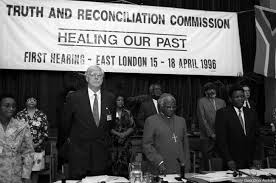 TRUTH AND RECONCILIATION COMMISSION
HEALING OUR PAST
FIRST HEARING - EAST LONDON 15 - 18 APRIL 1996